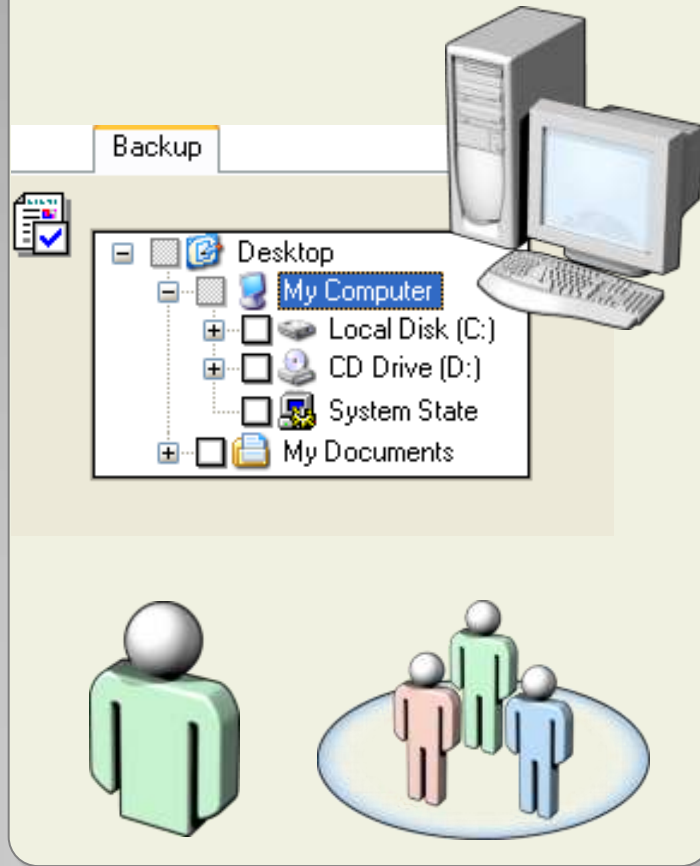 Backup
Desktop
My Computer
Local Disk (C:)
CD Drive (D:)
System State
My Documents